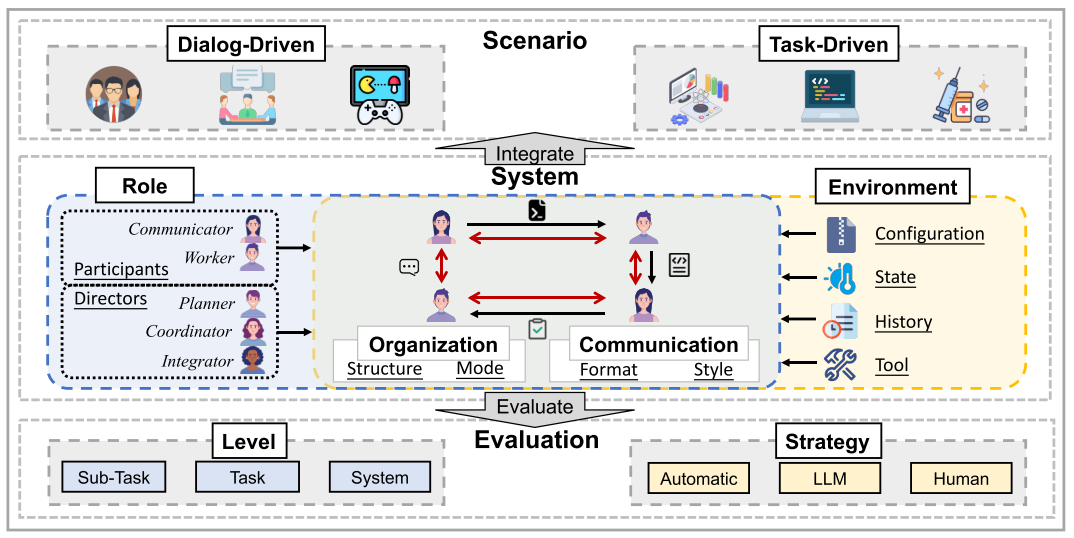 Scenario
Dialog-Driven
Task-Driven
Integrate
System
Role
Communicator
Worker
Participants
Directors
Planner
Coordinator
Integrator
Organization
Structure
Mode
Communication
Format
Style
Environment
Configuration
State
History
Tool
Evaluate
Evaluation
Level
Sub-Task
Task
System
Strategy
Automatic
LLM
Human